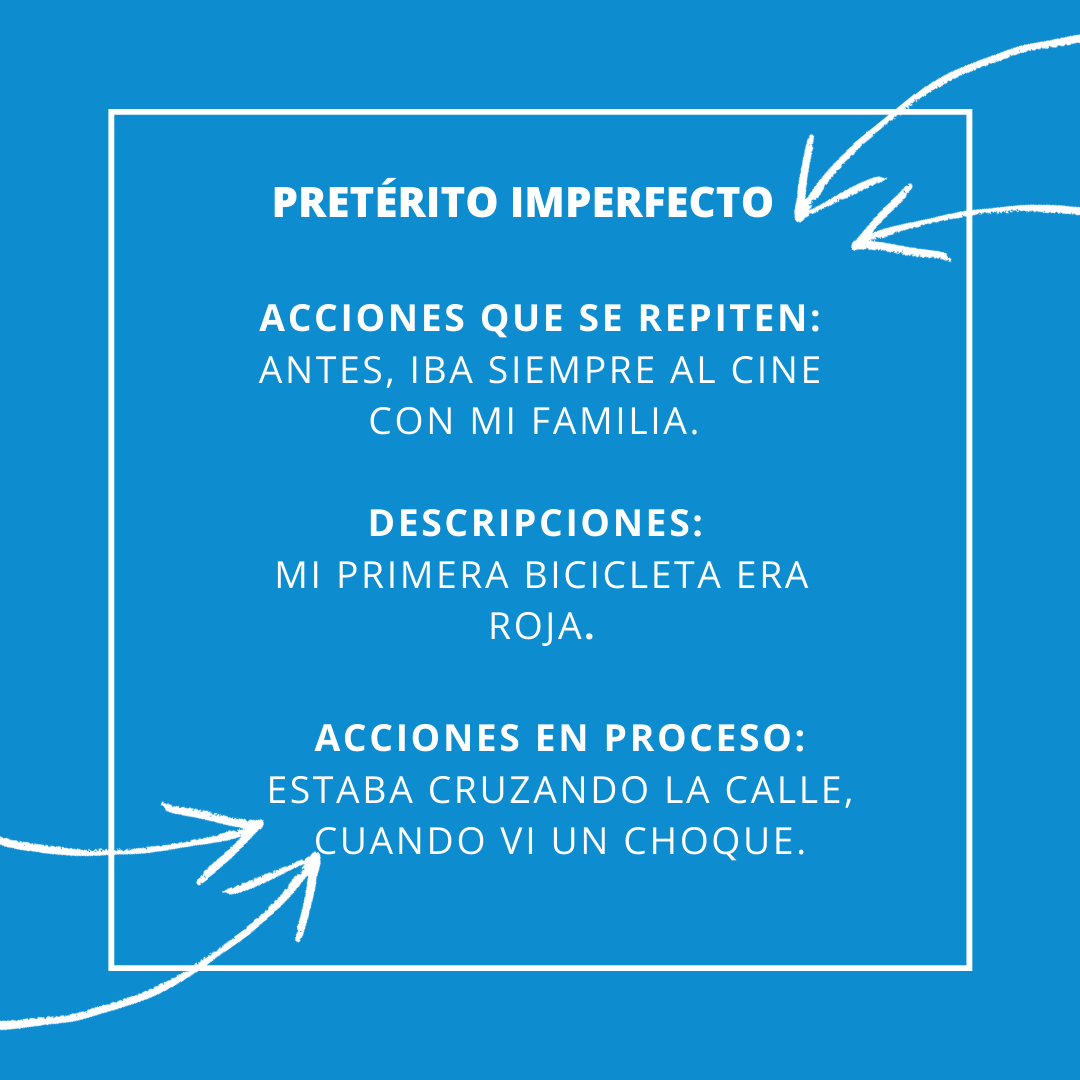 PRETÉRITO IMPERFECTO
ACCIONES QUE SE REPITEN:
ANTES, IBA SIEMPRE AL CINE
CON MI FAMILIA.
DESCRIPCIONES:
MI PRIMERA BICICLETA ERA
ROJA.
ACCIONES EN PROCESO:
ESTABA CRUZANDO LA CALLE,
CUANDO VI UN CHOQUE.